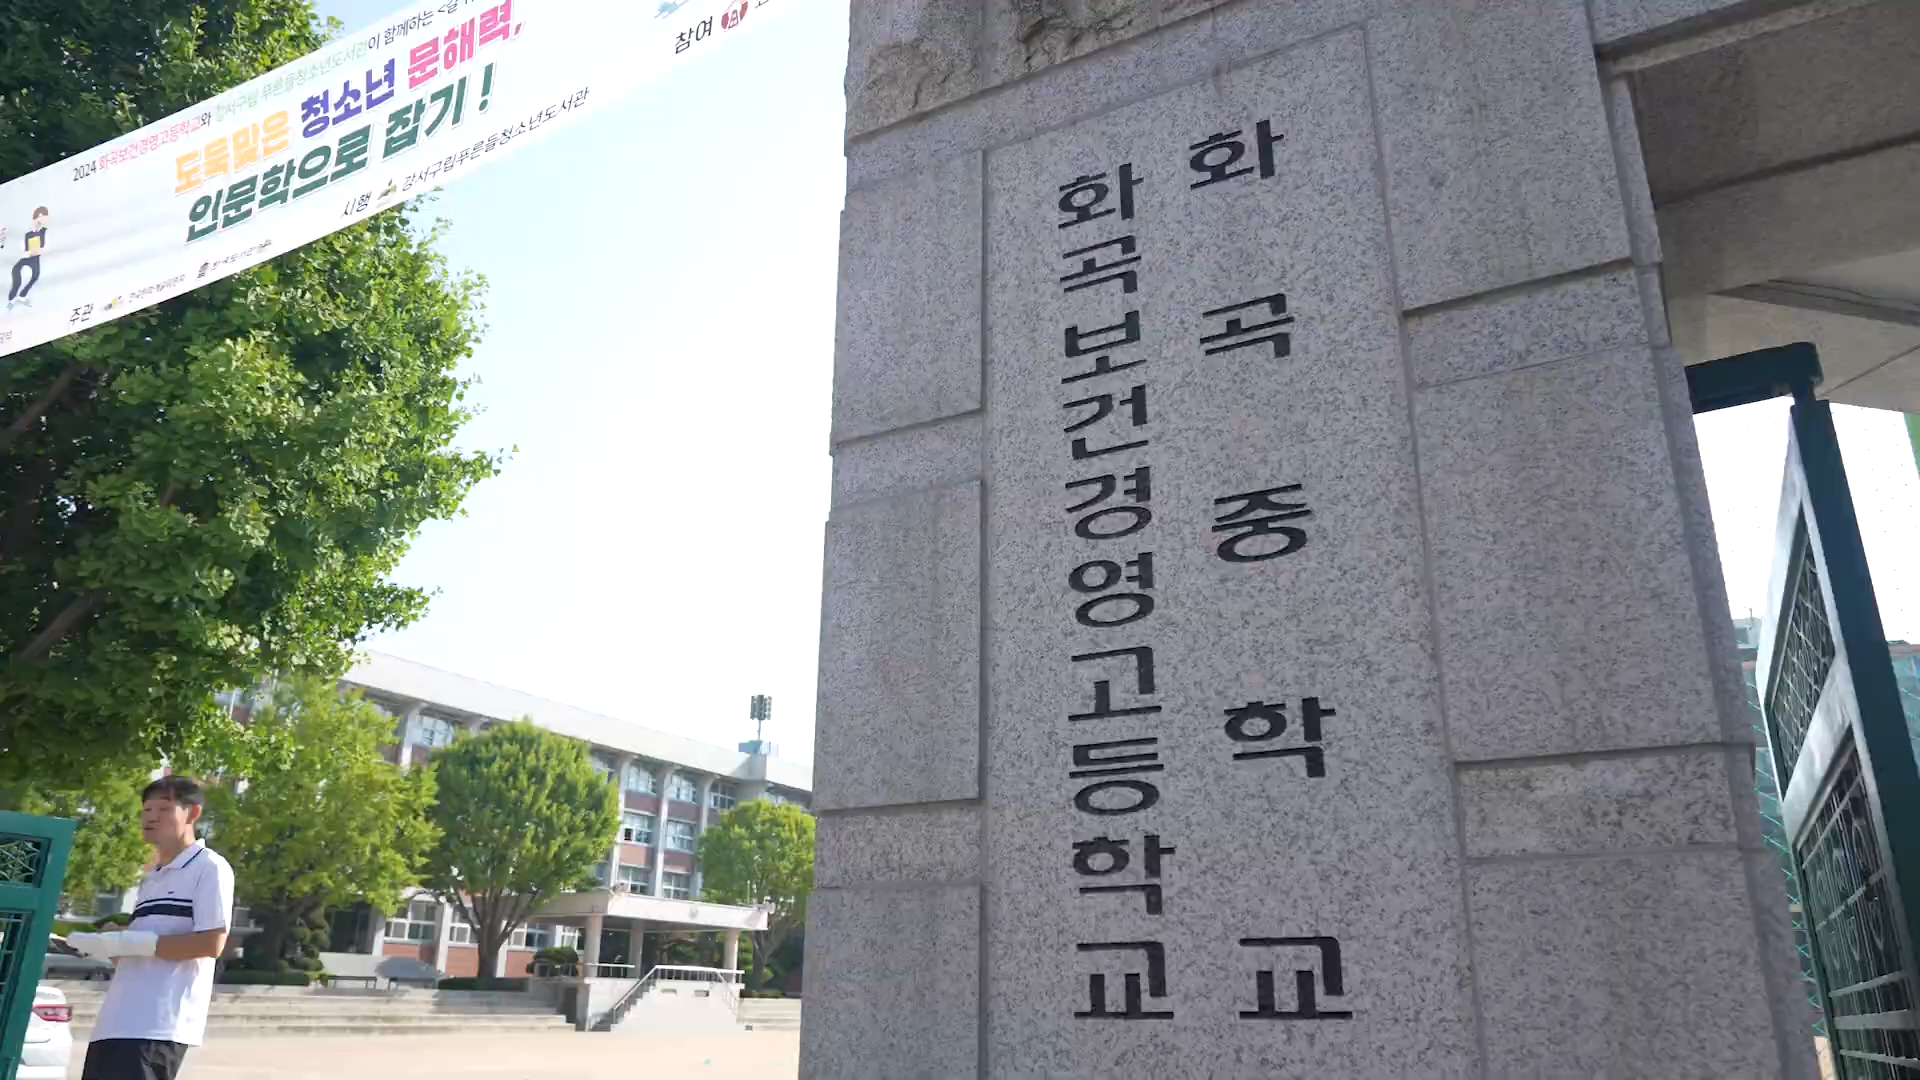 2024 화곡보건경영고등학교와 강서구립 푸른들청소년도서관이 함께하는
도둑맞은 청소년 문해력,
인문학으로 잡기!
주관
시행 강서구립푸른들청소년도서관
참여
화곡중학교
화곡보건경영고등학교